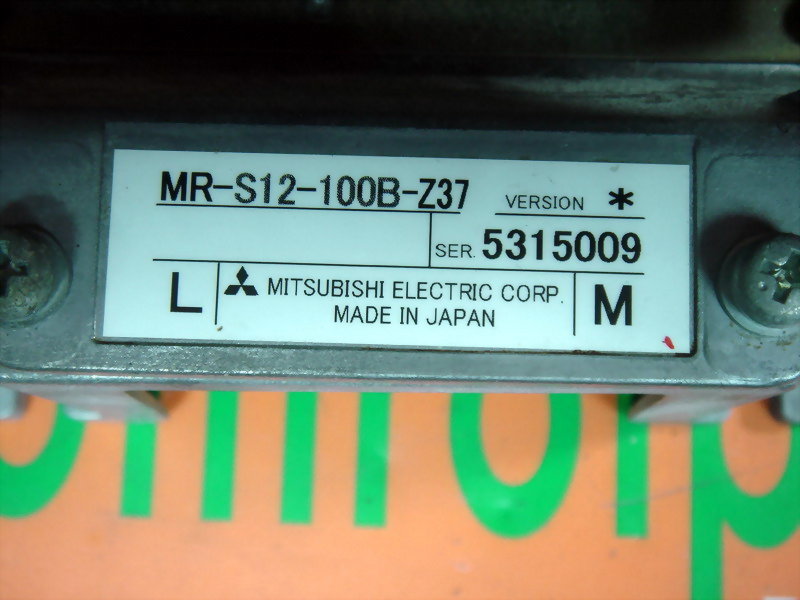 MR-S12-100B-Z37 VERSION *
SER. 5315009
L MITSUBISHI ELECTRIC CORP. M
MADE IN JAPAN